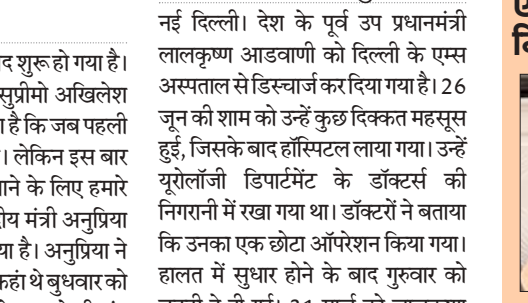 द शुरू हो गया है।
सुप्रीमो अखिलेश
है कि जब पहली
। लेकिन इस बार
ाने के लिए हमारे
ीय मंत्री अनुप्रिया
या है। अनुप्रिया ने
कहां थे बुधवार को
नई दिल्ली। देश के पूर्व उप प्रधानमंत्री
लालकृष्ण आडवाणी को दिल्ली के एम्स
अस्पताल से डिस्चार्ज कर दिया गया है। 26
जून की शाम को उन्हें कुछ दिक्कत महसूस
हुई, जिसके बाद हॉस्पिटल लाया गया। उन्हें
यूरोलॉजी डिपार्टमेंट के डॉक्टर्स की
निगरानी में रखा गया था। डॉक्टरों ने बताया
कि उनका एक छोटा ऑपरेशन किया गया।
हालत में सुधार होने के बाद गुरुवार को